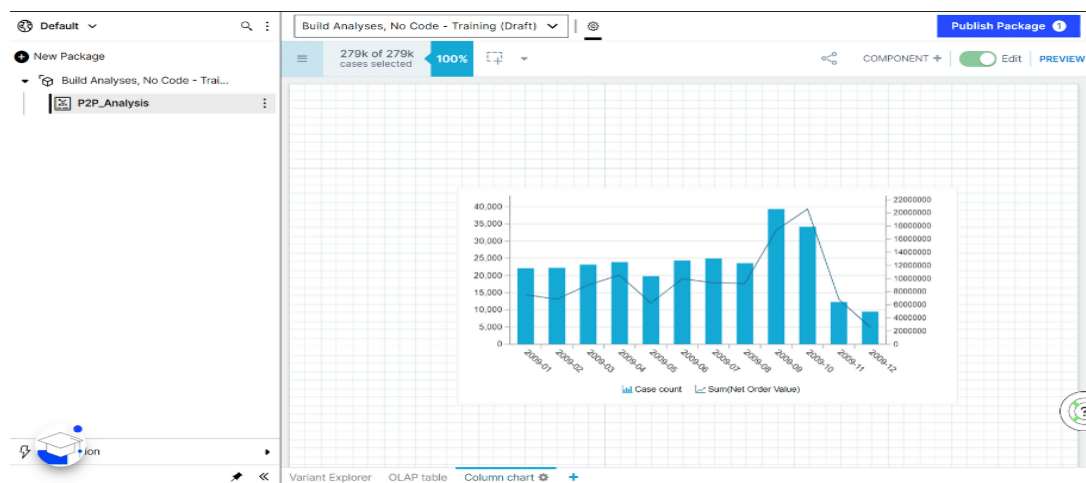 Default
Build Analyses, No Code - Training (Draft)
Publish Package 1
New Package
279k of 279k
cases selected
100%
COMPONENT +
Edit
PREVIEW
Build Analyses, No Code - Trai...
P2P_Analysis
40,000
35,000
30,000
25,000
20,000
15,000
10,000
5,000
0
22000000
20000000
18000000
16000000
14000000
12000000
10000000
8000000
6000000
4000000
2000000
0
2009-01
2009-02
2009-03
2009-04
2009-05
2009-06
2009-07
2009-08
2009-09
2009-10
2009-11
2009-12
Case count
Sum(Net Order Value)
?
ion
Variant Explorer
OLAP table
Column chart
+